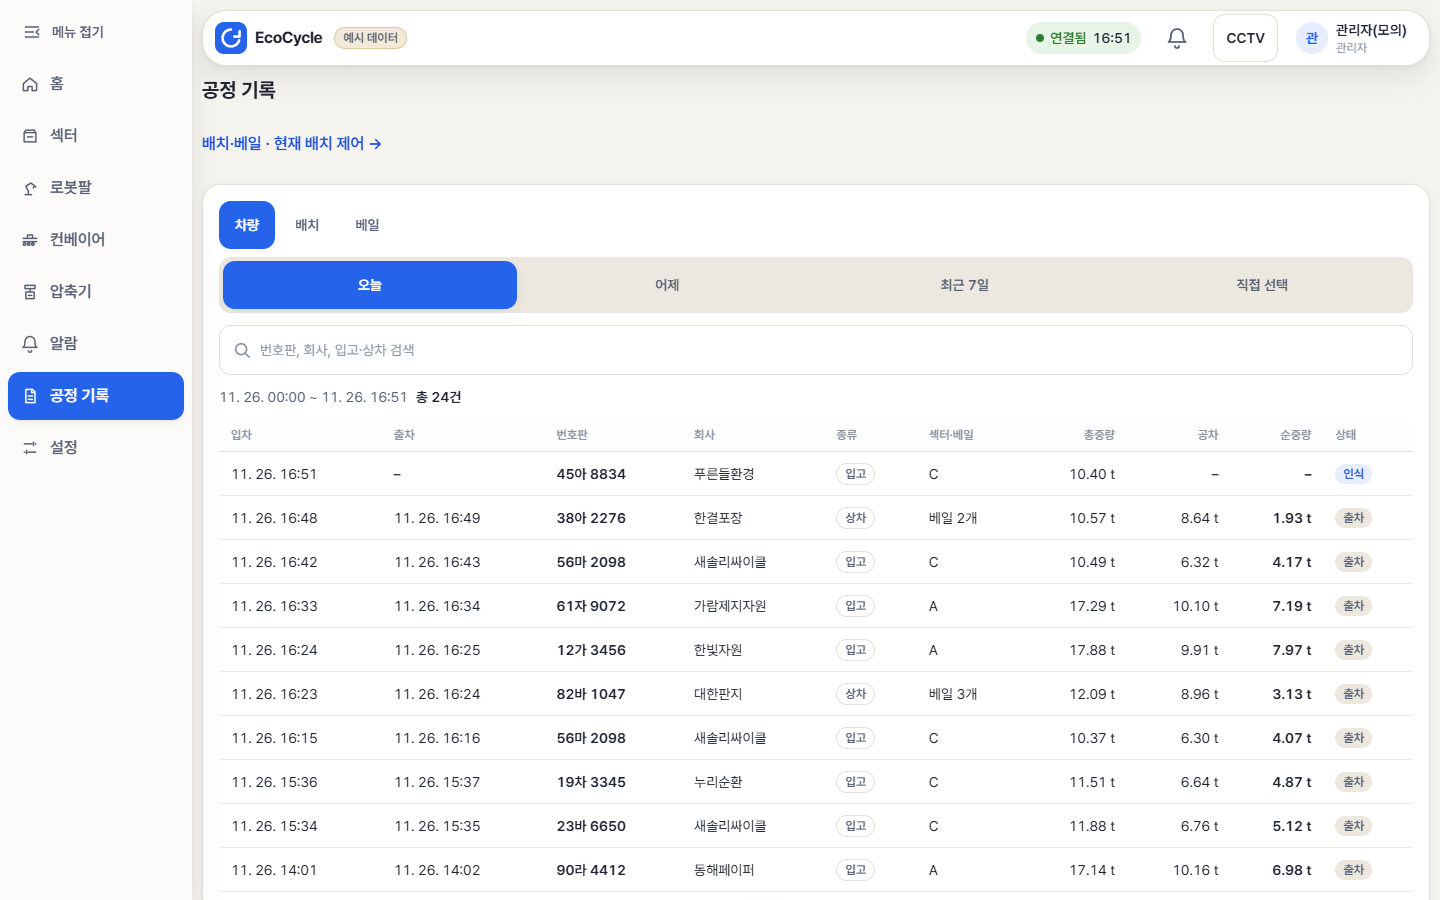 메뉴 접기
홈
섹터
로봇팔
컨베이어
압축기
알람
공정 기록
설정
EcoCycle 예시 데이터 연결됨 16:51 CCTV 관 관리자(모의)
관리자
공정 기록
배치·베일 · 현재 배치 제어 →
차량 배치 베일
오늘 어제 최근 7일 직접 선택
번호판, 회사, 입고·상차 검색
11. 26. 00:00 ~ 11. 26. 16:51 총 24건
입차 출차 번호판 회사 종류 섹터·베일 총중량 공차 순중량 상태
11. 26. 16:51 – 45아 8834 푸른들환경 입고 C 10.40 t – – 인식
11. 26. 16:48 11. 26. 16:49 38아 2276 한결포장 상차 베일 2개 10.57 t 8.64 t 1.93 t 출차
11. 26. 16:42 11. 26. 16:43 56마 2098 새솔리싸이클 입고 C 10.49 t 6.32 t 4.17 t 출차
11. 26. 16:33 11. 26. 16:34 61자 9072 가람제지자원 입고 A 17.29 t 10.10 t 7.19 t 출차
11. 26. 16:24 11. 26. 16:25 12가 3456 한빛자원 입고 A 17.88 t 9.91 t 7.97 t 출차
11. 26. 16:23 11. 26. 16:24 82바 1047 대한판지 상차 베일 3개 12.09 t 8.96 t 3.13 t 출차
11. 26. 16:15 11. 26. 16:16 56마 2098 새솔리싸이클 입고 C 10.37 t 6.30 t 4.07 t 출차
11. 26. 15:36 11. 26. 15:37 19차 3345 누리순환 입고 C 11.51 t 6.64 t 4.87 t 출차
11. 26. 15:34 11. 26. 15:35 23바 6650 새솔리싸이클 입고 C 11.88 t 6.76 t 5.12 t 출차
11. 26. 14:01 11. 26. 14:02 90라 4412 동해페이퍼 입고 A 17.14 t 10.16 t 6.98 t 출차